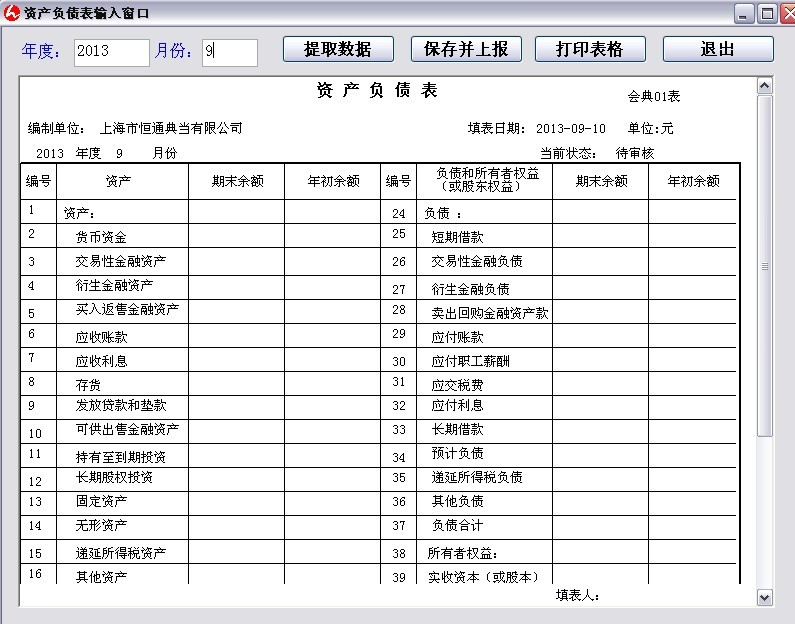 资产负债表输入窗口
年度： 2013 月份： 9 提取数据 保存并上报 打印表格 退出
资 产 负 债 表
会典01表
编制单位： 上海市恒通典当有限公司 填表日期： 2013-09-10 单位:元
2013 年度 9 月份 当前状态： 待审核
编号 资产 期末余额 年初余额 编号 负债和所有者权益（或股东权益） 期末余额 年初余额
1 资产： 24 负债 ：
2 货币资金 25 短期借款
3 交易性金融资产 26 交易性金融负债
4 衍生金融资产 27 衍生金融负债
5 买入返售金融资产 28 卖出回购金融资产款
6 应收账款 29 应付账款
7 应收利息 30 应付职工薪酬
8 存货 31 应交税费
9 发放贷款和垫款 32 应付利息
10 可供出售金融资产 33 长期借款
11 持有至到期投资 34 预计负债
12 长期股权投资 35 递延所得税负债
13 固定资产 36 其他负债
14 无形资产 37 负债合计
15 递延所得税资产 38 所有者权益：
16 其他资产 39 实收资本（或股本）
填表人：